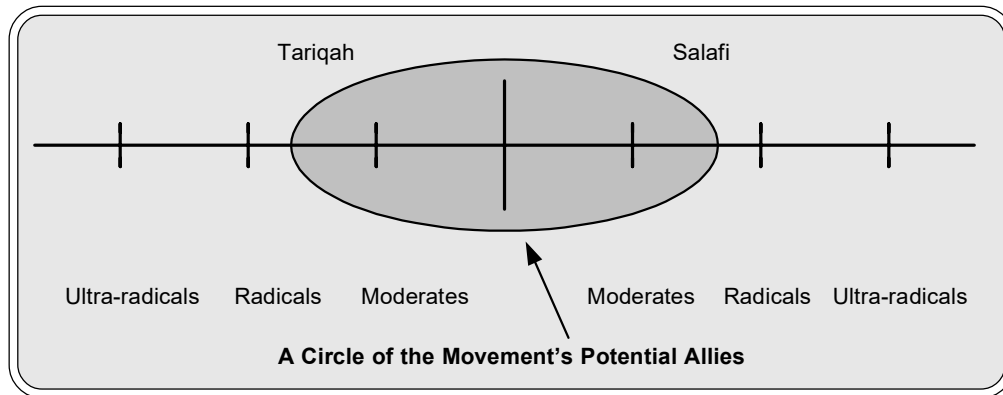 Tariqah Salafi
Ultra-radicals Radicals Moderates Moderates Radicals Ultra-radicals
A Circle of the Movement’s Potential Allies